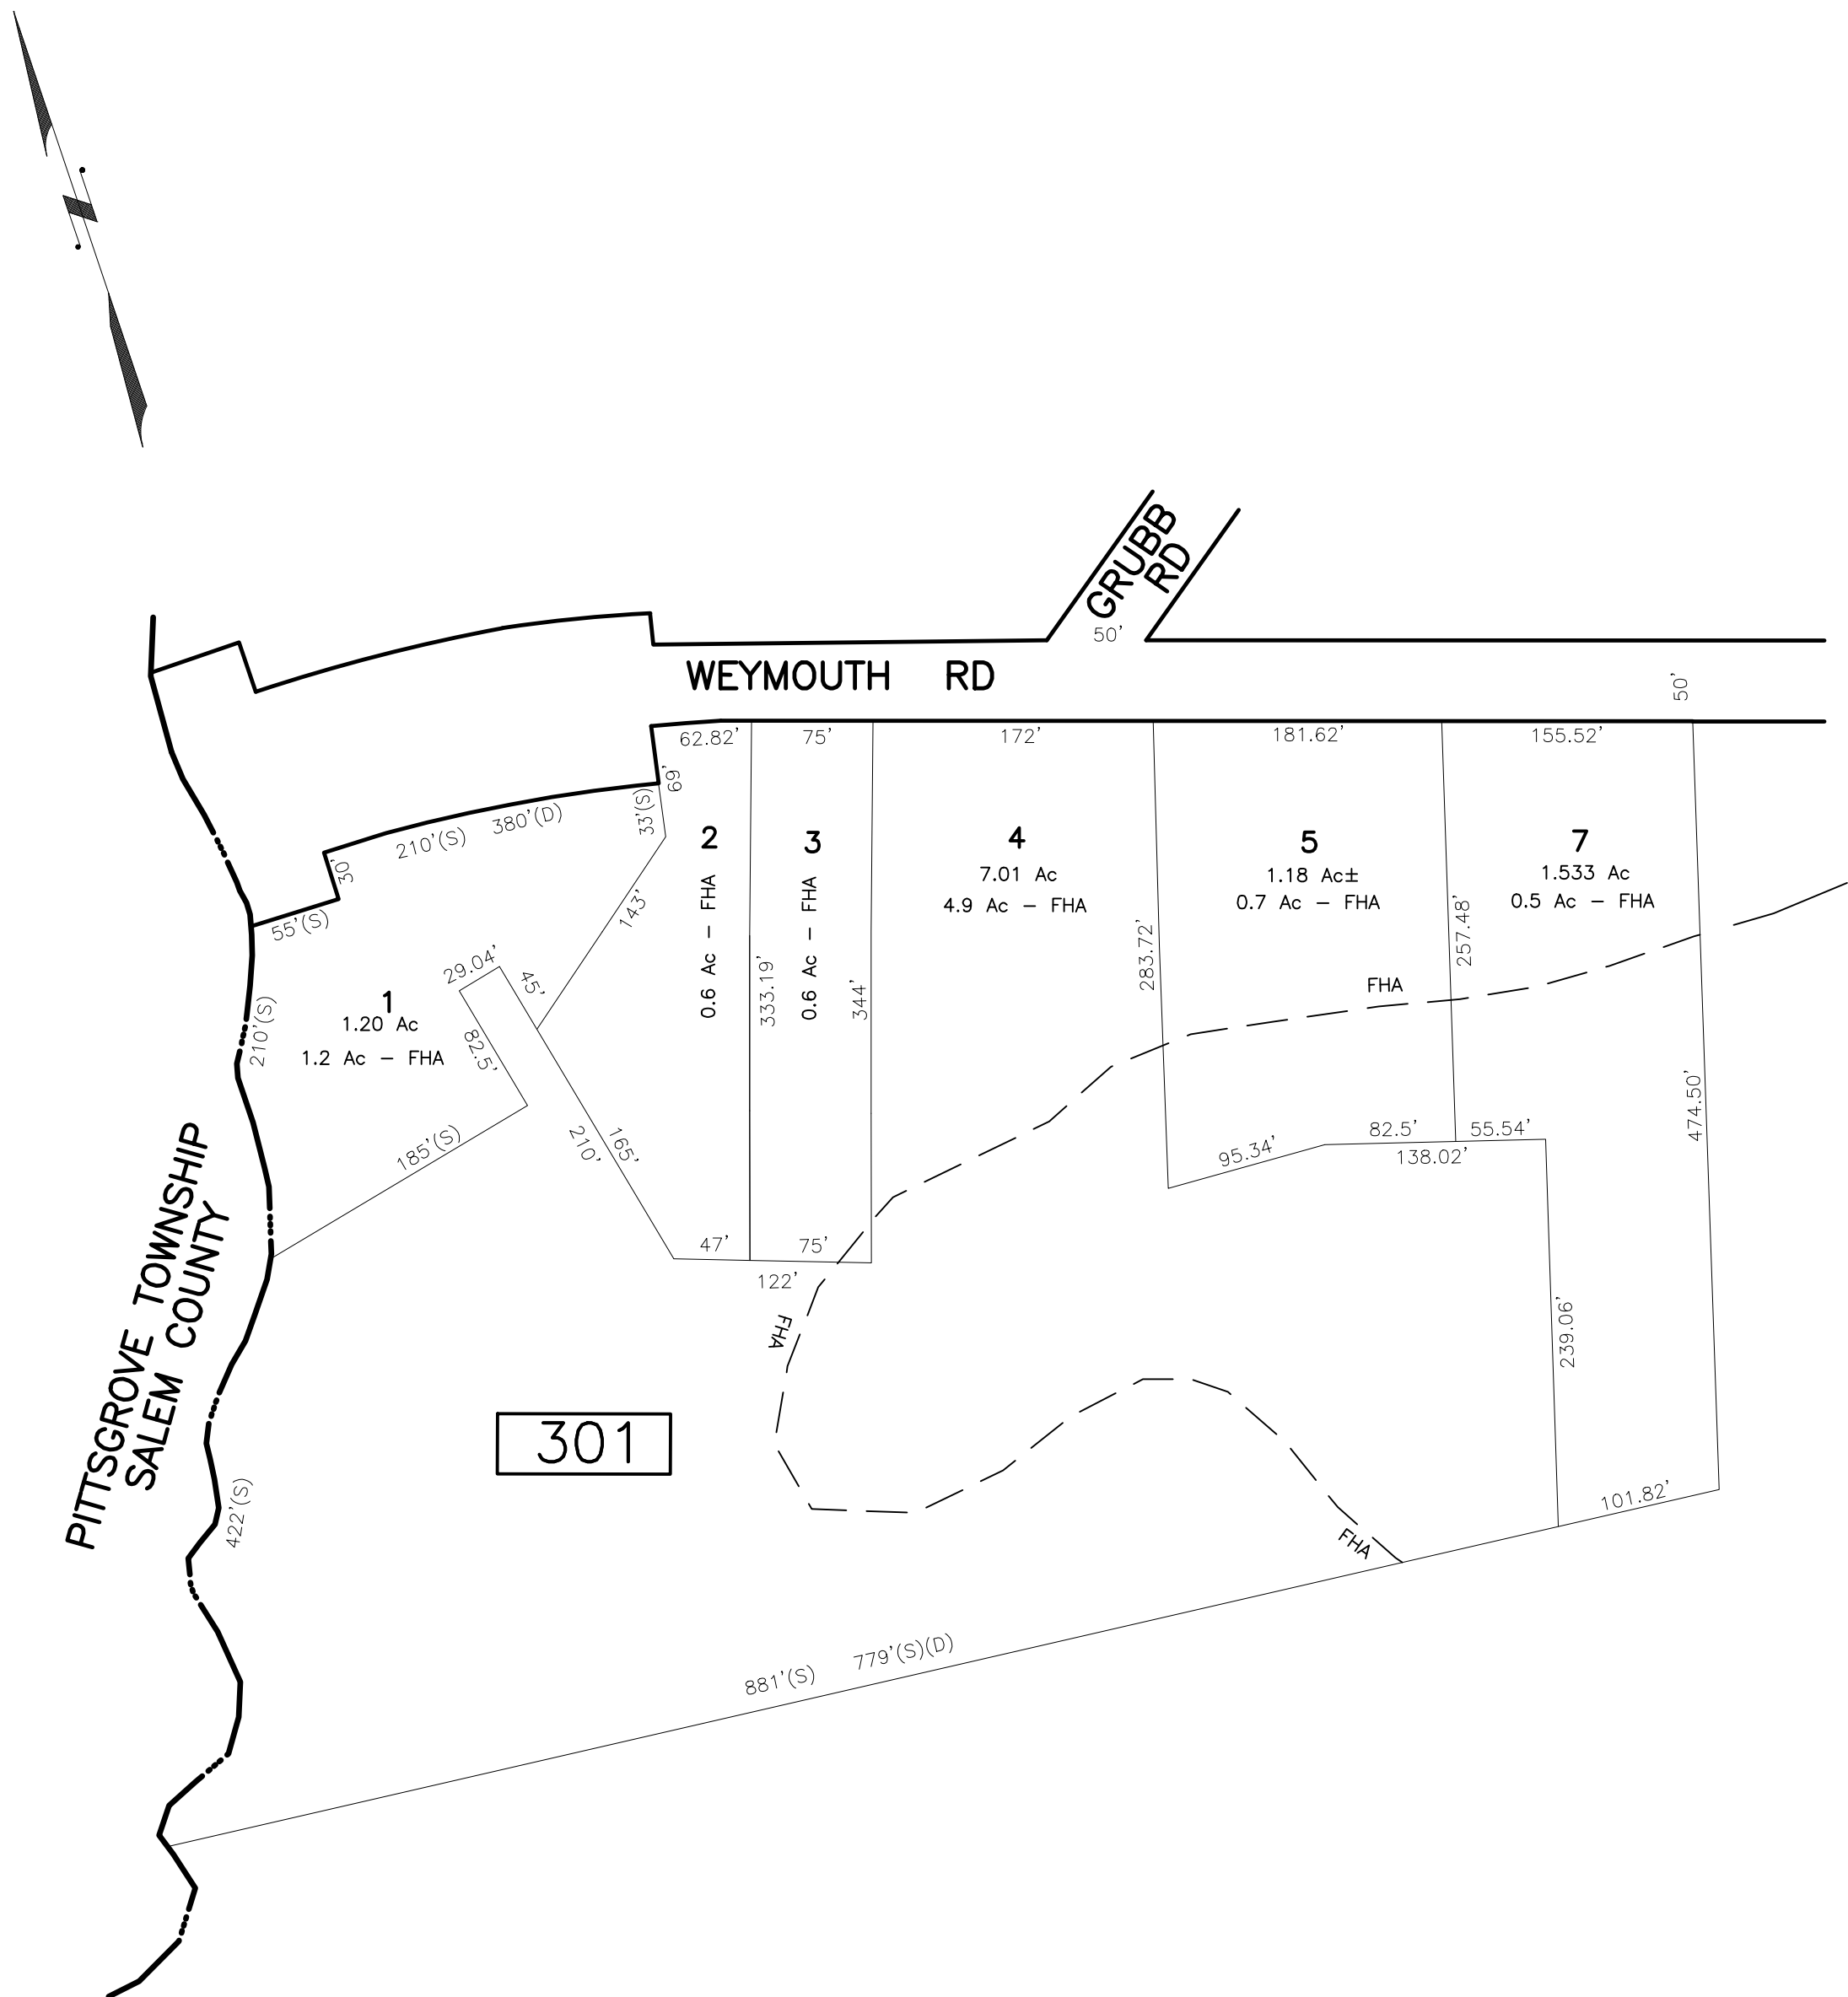 N
GRUBB
RD
50'
WEYMOUTH RD
50'
62.82'
75'
172'
181.62'
155.52'
69'
33'(S)
380'(D)
210'(S)
30'
55'(S)
143'
2
0.6 Ac - FHA
3
0.6 Ac - FHA
4
7.01 Ac
4.9 Ac - FHA
5
1.18 Ac±
0.7 Ac - FHA
7
1.533 Ac
0.5 Ac - FHA
29.04'
45'
333.19'
344'
283.72'
257.48'
FHA
1
1.20 Ac
1.2 Ac - FHA
210'(S)
82.5'
185'(S)
210'
165'
474.50'
95.34'
82.5'
55.54'
138.02'
47'
75'
122'
PITTSGROVE TOWNSHIP
SALEM COUNTY
FHA
239.06'
301
422'(S)
FHA
101.82'
881'(S)
779'(S)(D)